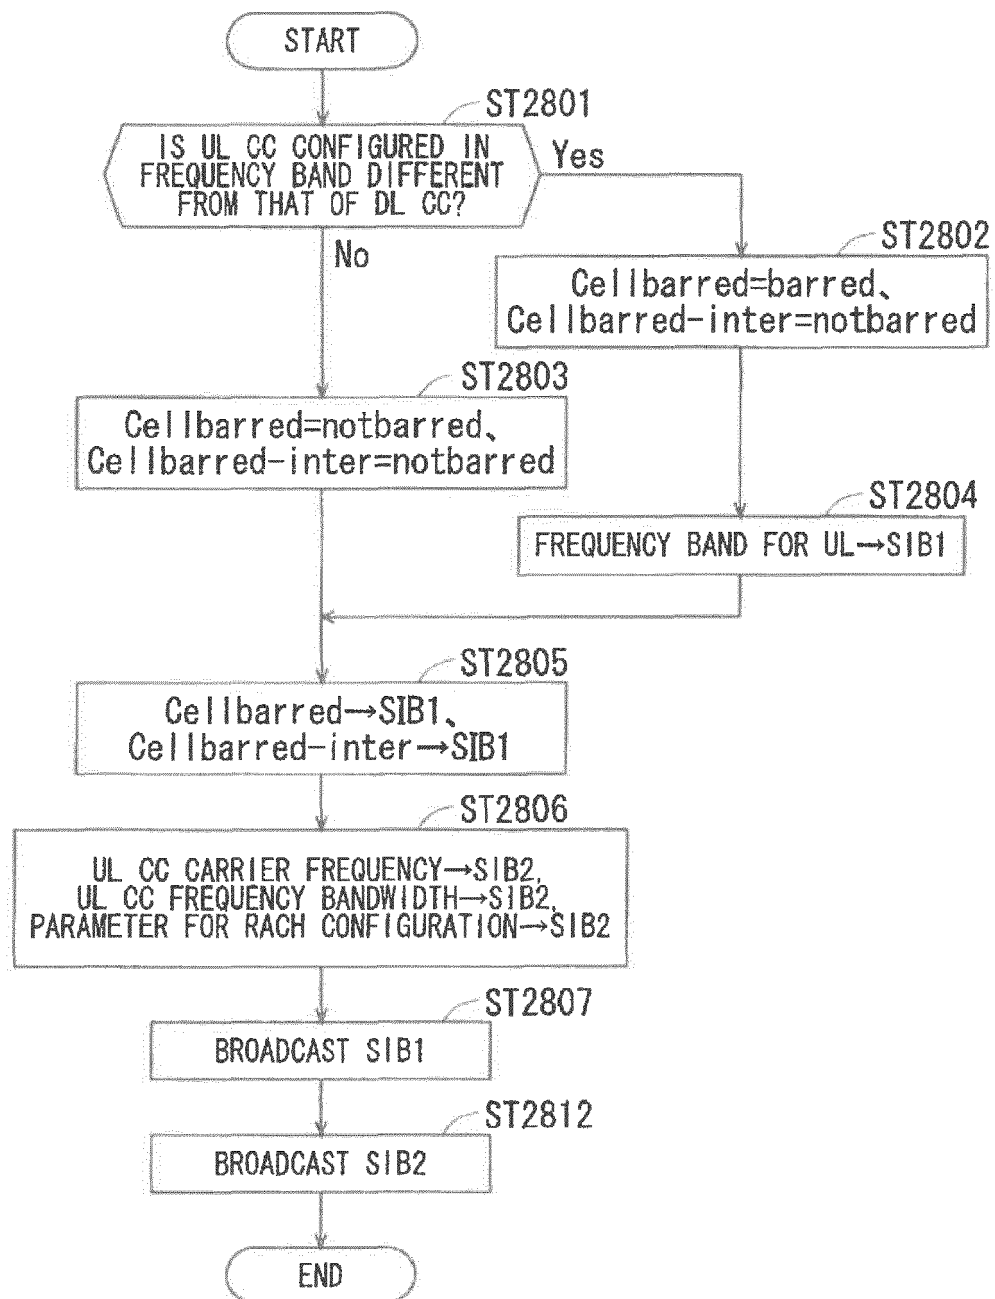 START
ST2801
IS UL CC CONFIGURED IN
FREQUENCY BAND DIFFERENT
FROM THAT OF DL CC?
Yes
No
ST2802
Cellbarred=barred、
Cellbarred-inter=notbarred
ST2803
Cellbarred=notbarred、
Cellbarred-inter=notbarred
ST2804
FREQUENCY BAND FOR UL→SIB1
ST2805
Cellbarred→SIB1、
Cellbarred-inter→SIB1
ST2806
UL CC CARRIER FREQUENCY→SIB2,
UL CC FREQUENCY BANDWIDTH→SIB2,
PARAMETER FOR RACH CONFIGURATION→SIB2
ST2807
BROADCAST SIB1
ST2812
BROADCAST SIB2
END